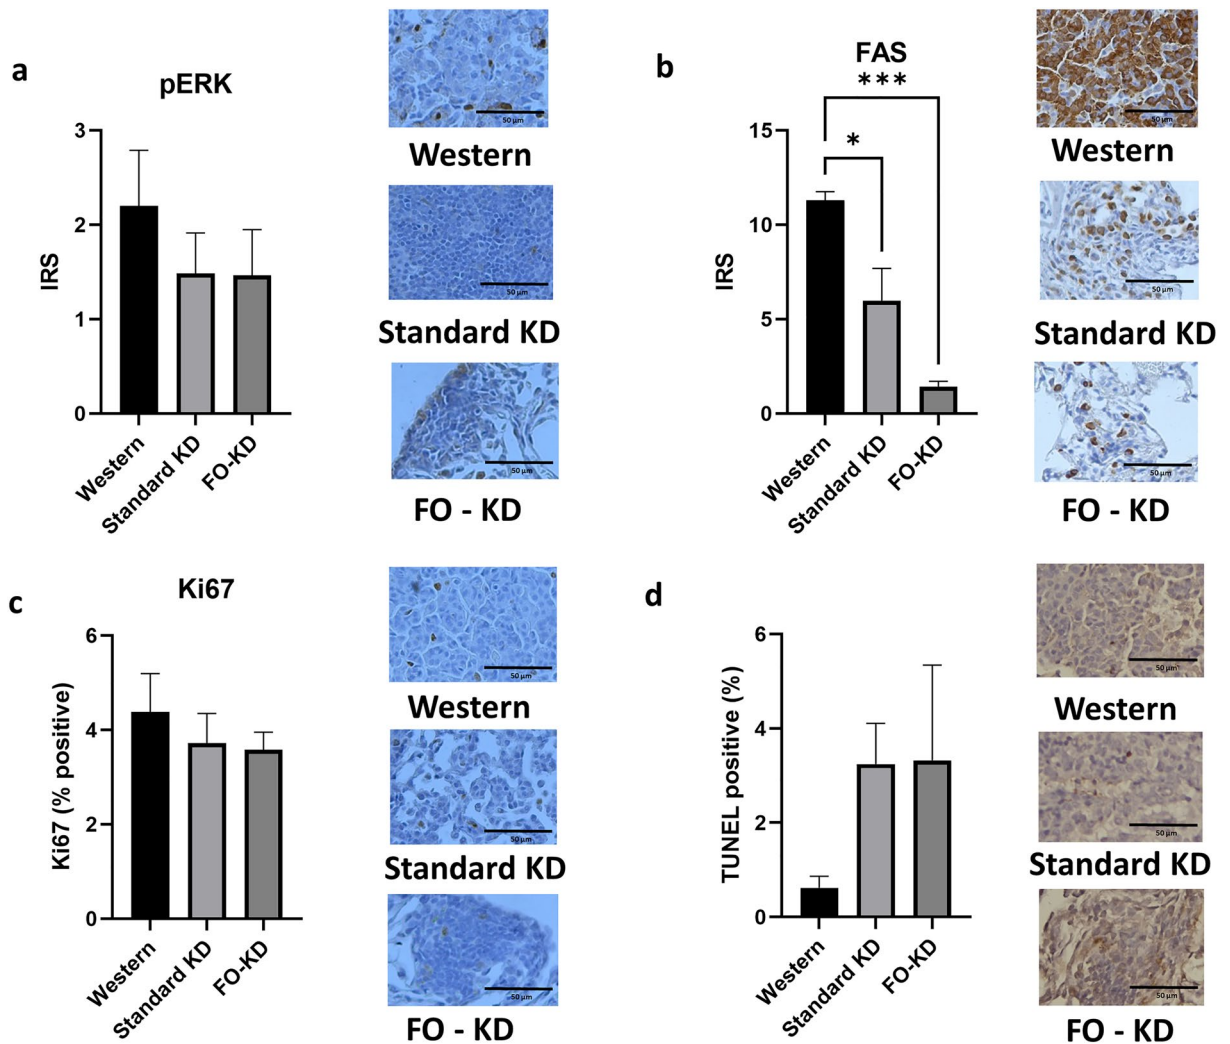 a
pERK
IRS
3
2
1
0
Western
Standard KD
FO-KD
50 µm
Western
50 µm
Standard KD
50 µm
FO - KD
b
FAS
***
*
IRS
15
10
5
0
Western
Standard KD
FO-KD
50 µm
Western
50 µm
Standard KD
50 µm
FO - KD
c
Ki67
Ki67 (% positive)
6
4
2
0
Western
Standard KD
FO-KD
50 µm
Western
50 µm
Standard KD
50 µm
FO - KD
d
TUNEL positive (%)
6
4
2
0
Western
Standard KD
FO-KD
50 µm
Western
50 µm
Standard KD
50 µm
FO - KD